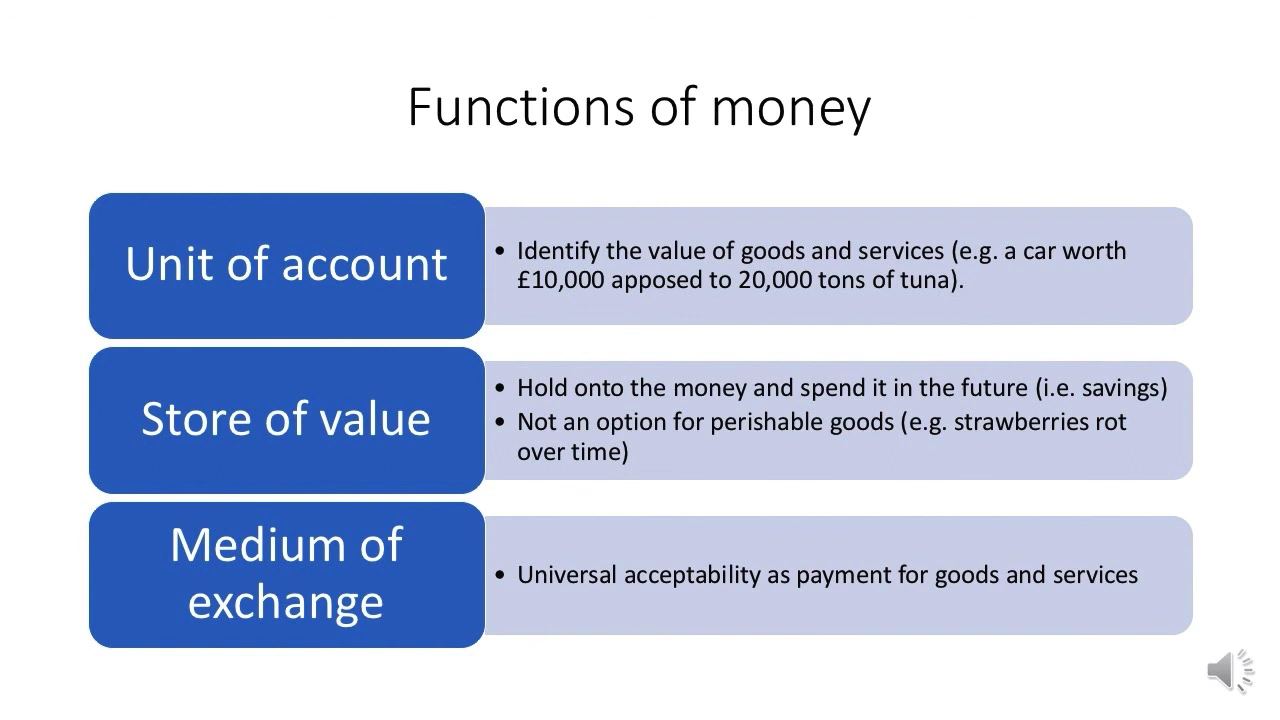 Functions of money
Unit of account
• Identify the value of goods and services (e.g. a car worth
£10,000 apposed to 20,000 tons of tuna).
Store of value
• Hold onto the money and spend it in the future (i.e. savings)
• Not an option for perishable goods (e.g. strawberries rot
over time)
Medium of
exchange
• Universal acceptability as payment for goods and services